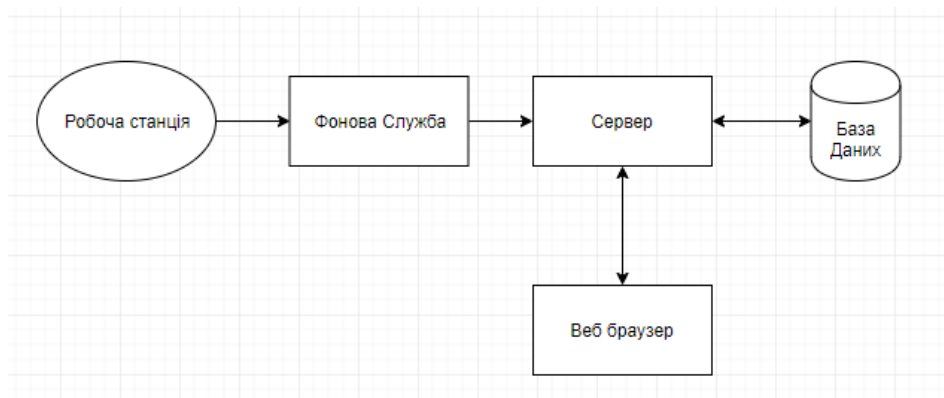 Робоча станція
Фонова Служба
Сервер
База
Даних
Веб браузер